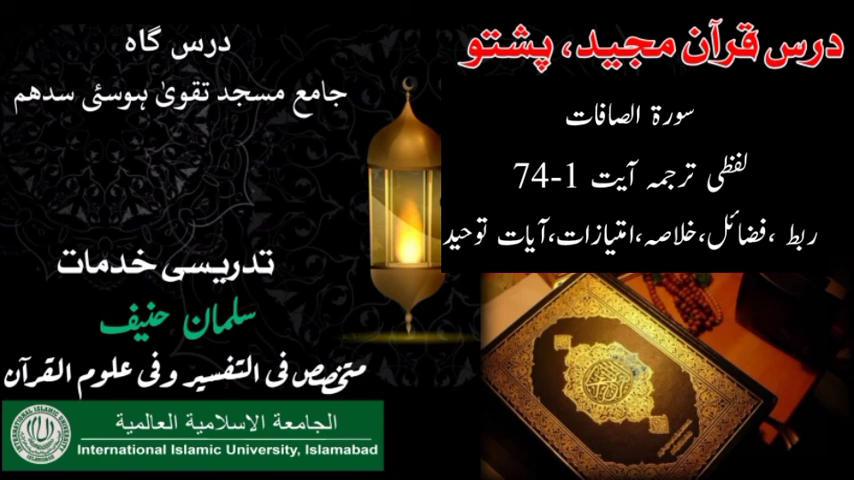 درس قرآن مجید، پشتو
سورۃ الصافات
لفظی ترجمہ آیت 1-74
ربط ،فضائل،خلاصہ،امتیازات،آیات توحید
درس گاہ
جامع مسجد تقویٰ ہوسئی سدھم
تدریسی خدمات
سلمان حنیف
متخصص فی التفسیر وفی علوم القرآن
الجامعة الاسلامية العالمية
International Islamic University, Islamabad